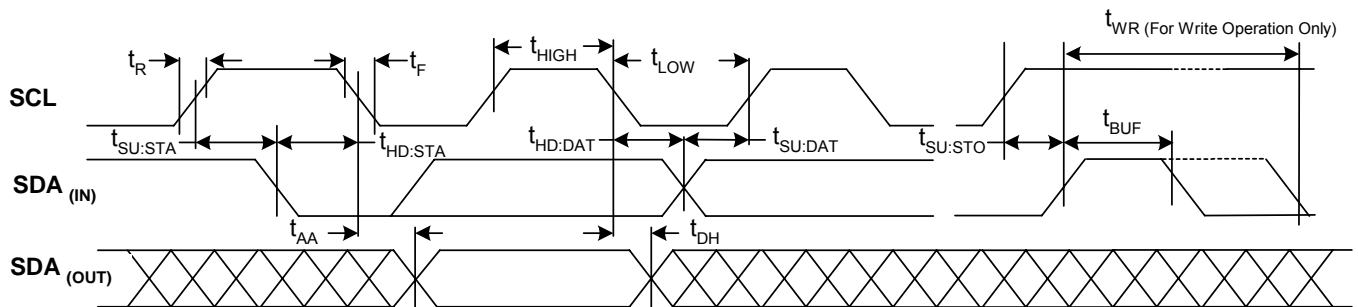 tWR (For Write Operation Only)
tR
tF
tHIGH
tLOW
SCL
tSU:STA
tHD:STA
tHD:DAT
tSU:DAT
tSU:STO
tBUF
SDA (IN)
tAA
tDH
SDA (OUT)